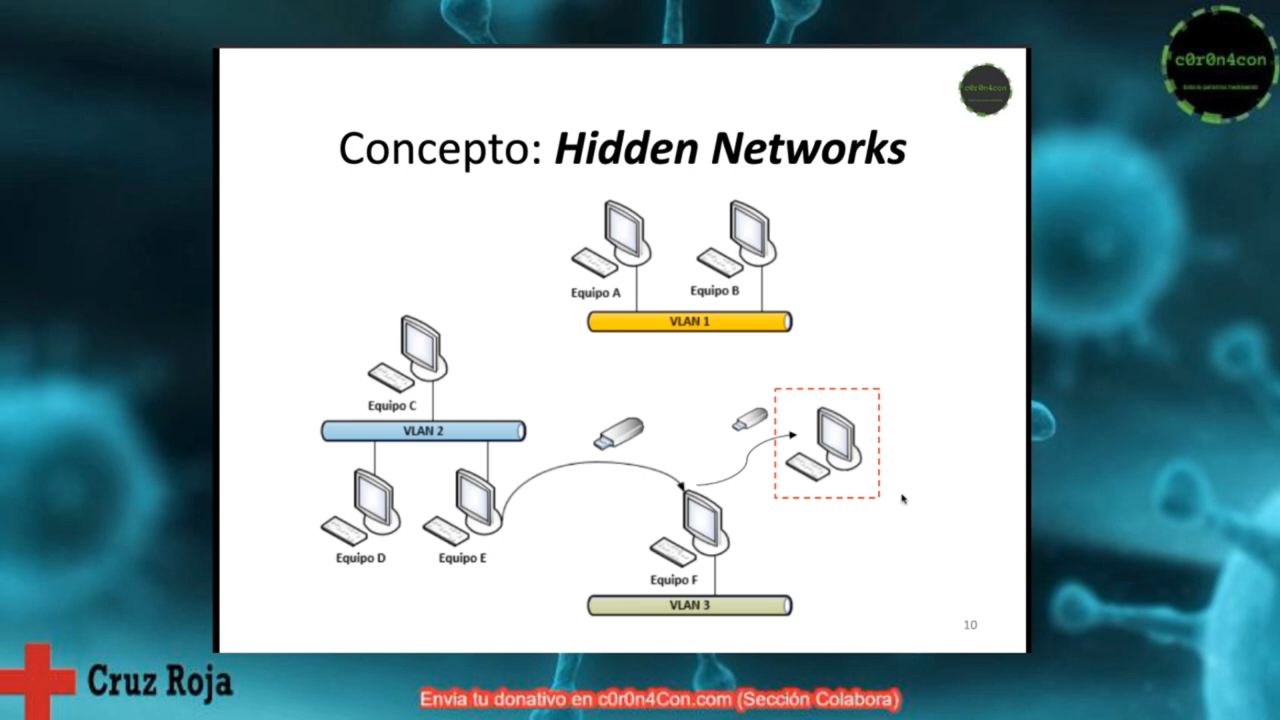 c0r0n4con
c0r0n4con
Concepto: Hidden Networks
Equipo A
Equipo B
VLAN 1
Equipo C
VLAN 2
Equipo D
Equipo E
Equipo F
VLAN 3
10
Cruz Roja
Envia tu donativo en c0r0n4Con.com (Sección Colabora)